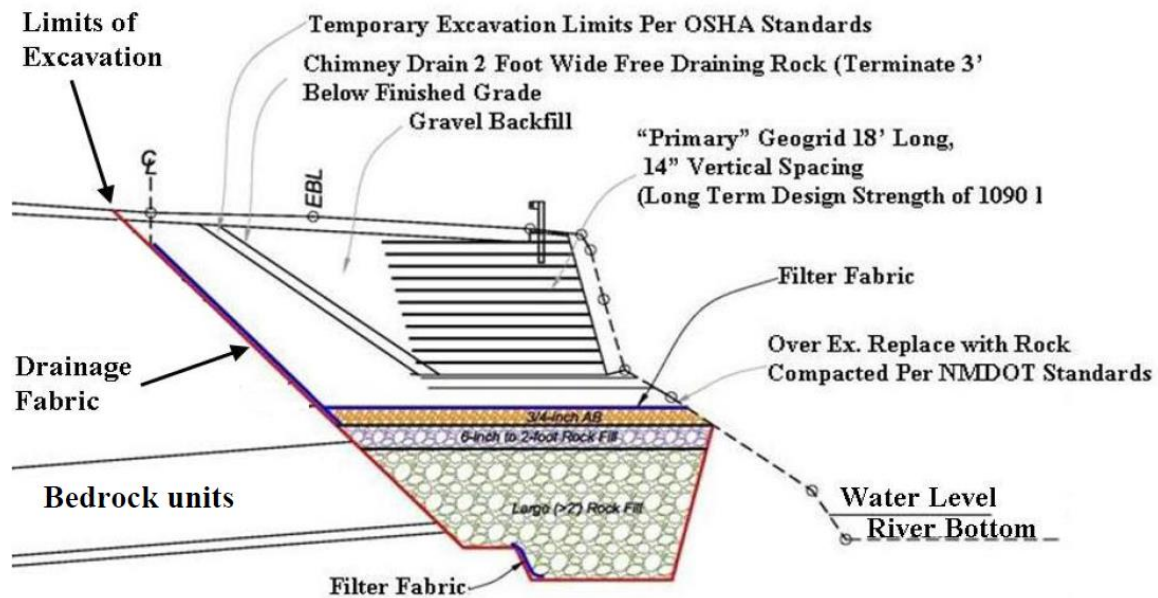 Limits of
Excavation
Temporary Excavation Limits Per OSHA Standards
Chimney Drain 2 Foot Wide Free Draining Rock (Terminate 3'
Below Finished Grade
Gravel Backfill
"Primary" Geogrid 18' Long,
14" Vertical Spacing
(Long Term Design Strength of 1090 l
℄
EBL
Filter Fabric
Drainage
Fabric
Over Ex. Replace with Rock
Compacted Per NMDOT Standards
3/4-inch AB
6-inch to 2-foot Rock Fill
Bedrock units
Large (>2') Rock Fill
Water Level
River Bottom
Filter Fabric